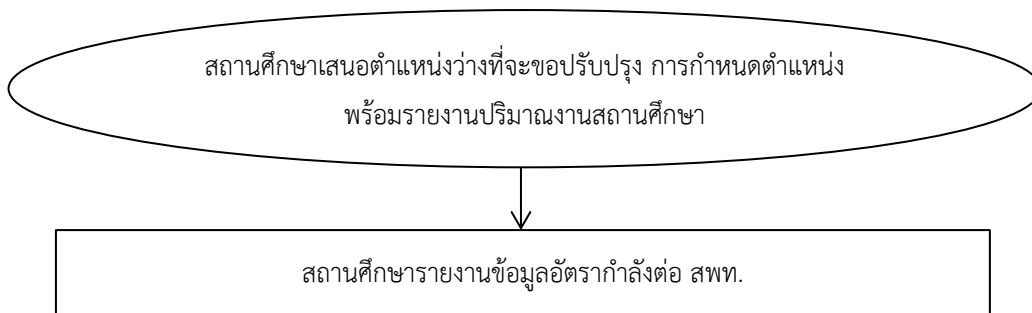 สถานศึกษาเสนอตำแหน่งว่างที่จะขอปรับปรุง การกำหนดตำแหน่ง
พร้อมรายงานปริมาณงานสถานศึกษา
สถานศึกษารายงานข้อมูลอัตรากำลังต่อ สพท.